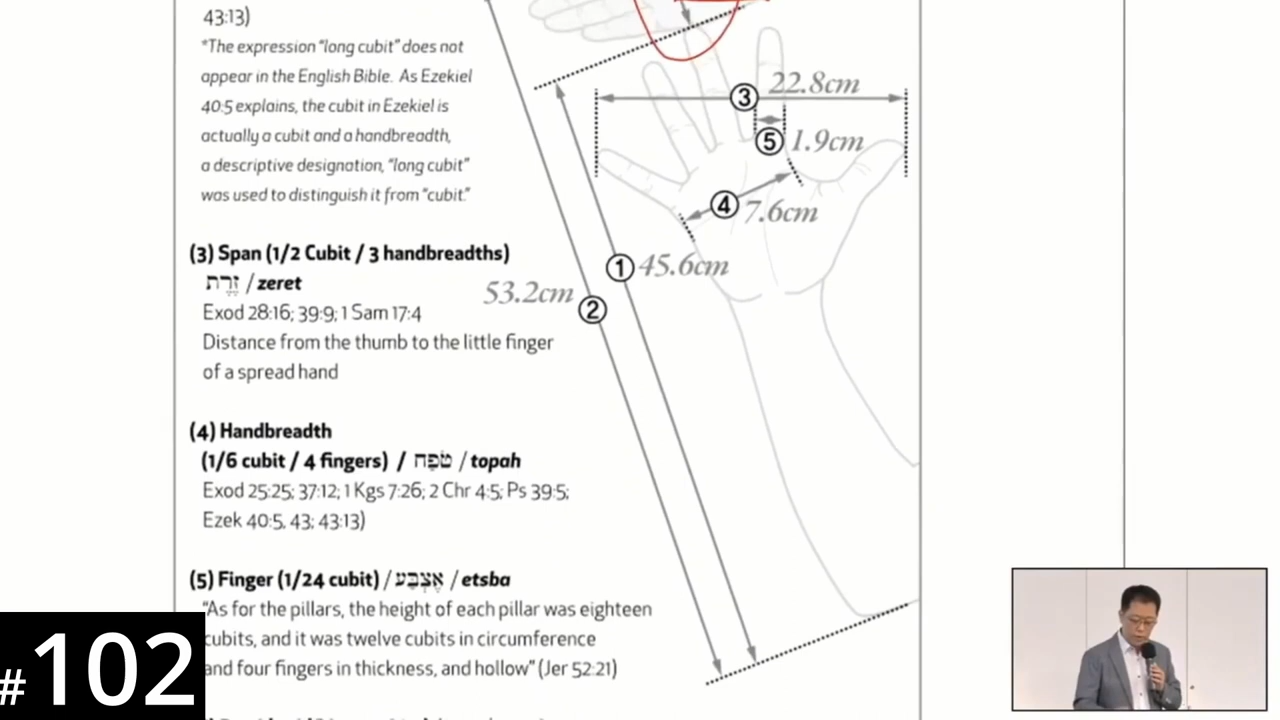 43:13)
*The expression “long cubit” does not
appear in the English Bible. As Ezekiel
40:5 explains, the cubit in Ezekiel is
actually a cubit and a handbreadth,
a descriptive designation, “long cubit”
was used to distinguish it from “cubit.”
(3) Span (1/2 Cubit / 3 handbreadths)
זֶרֶת / zeret
Exod 28:16; 39:9; 1 Sam 17:4
Distance from the thumb to the little finger
of a spread hand
(4) Handbreadth
(1/6 cubit / 4 fingers) / טֹפַח / topah
Exod 25:25; 37:12; 1 Kgs 7:26; 2 Chr 4:5; Ps 39:5;
Ezek 40:5, 43; 43:13)
(5) Finger (1/24 cubit) / אֶצְבַּע / etsba
“As for the pillars, the height of each pillar was eighteen
cubits, and it was twelve cubits in circumference
and four fingers in thickness, and hollow” (Jer 52:21)
③ 22.8cm
⑤ 1.9cm
④ 7.6cm
① 45.6cm
53.2cm ②
#102